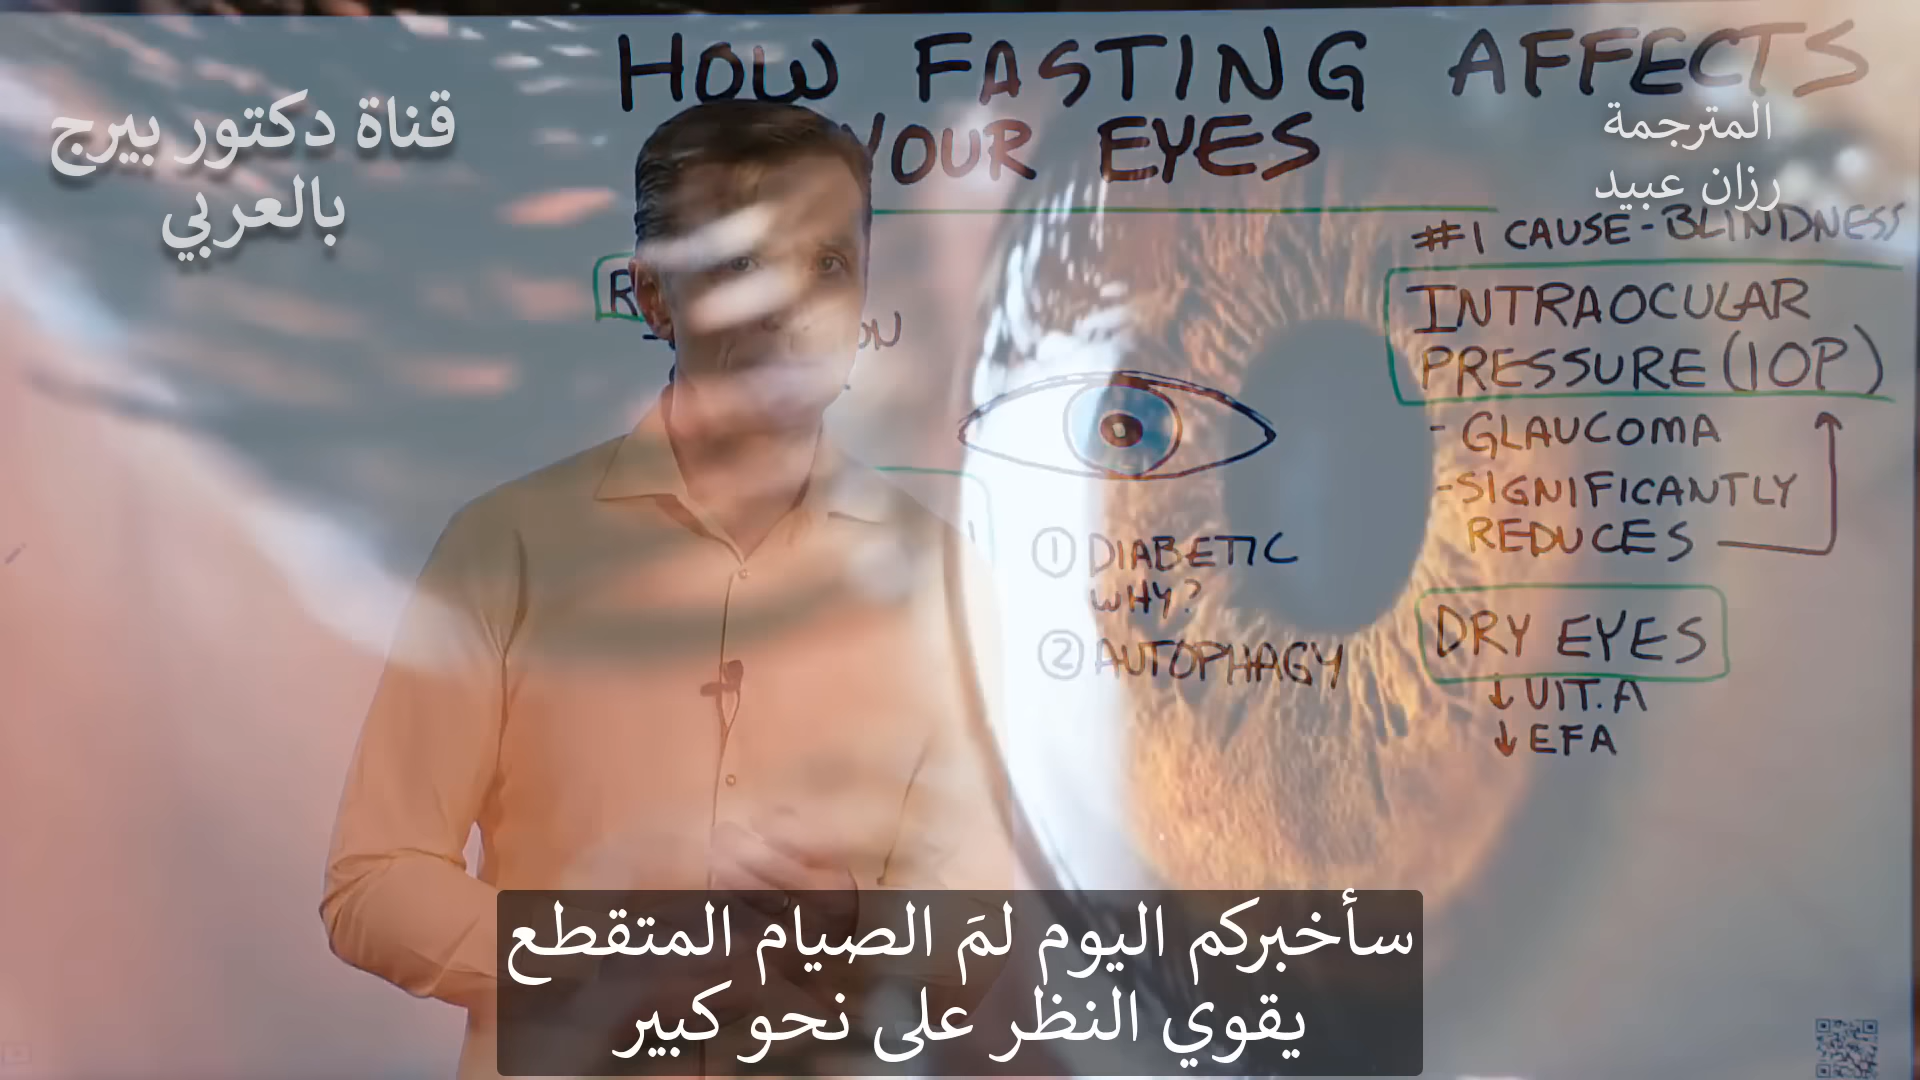 HOW FASTING AFFECTS
YOUR EYES
قناة دكتور بيرج
بالعربي
المترجمة
رزان عبيد
#1 CAUSE - BLINDNESS
INTRAOCULAR
PRESSURE (IOP)
- GLAUCOMA
- SIGNIFICANTLY
REDUCES
① DIABETIC
WHY?
② AUTOPHAGY
DRY EYES
↓ VIT. A
↓ EFA
سأخبركم اليوم لمَ الصيام المتقطع
يقوي النظر على نحو كبير